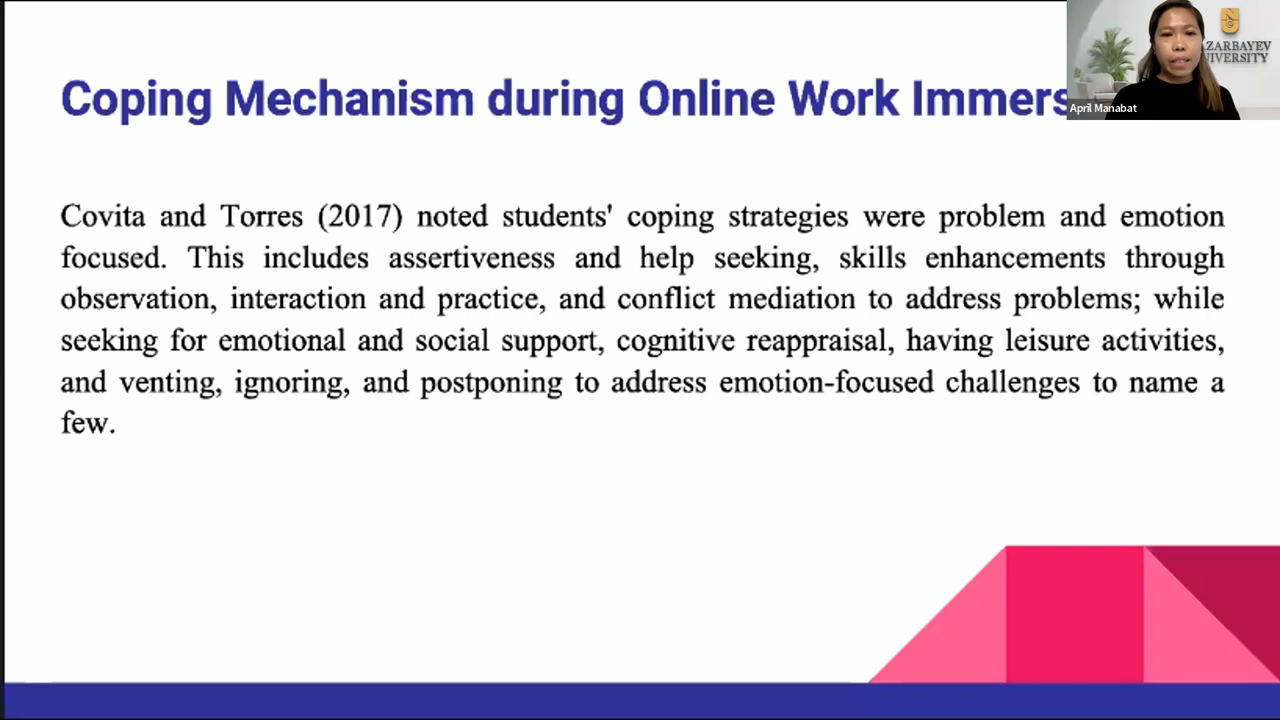 Coping Mechanism during Online Work Immers
Covita and Torres (2017) noted students' coping strategies were problem and emotion
focused. This includes assertiveness and help seeking, skills enhancements through
observation, interaction and practice, and conflict mediation to address problems; while
seeking for emotional and social support, cognitive reappraisal, having leisure activities,
and venting, ignoring, and postponing to address emotion-focused challenges to name a
few.
ZARBAYEV
IVERSITY
April Manabat